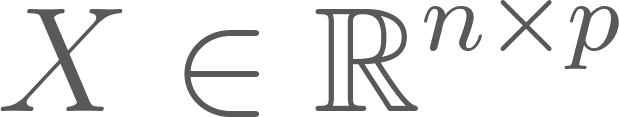 X ∈ ℝ^{n×p}